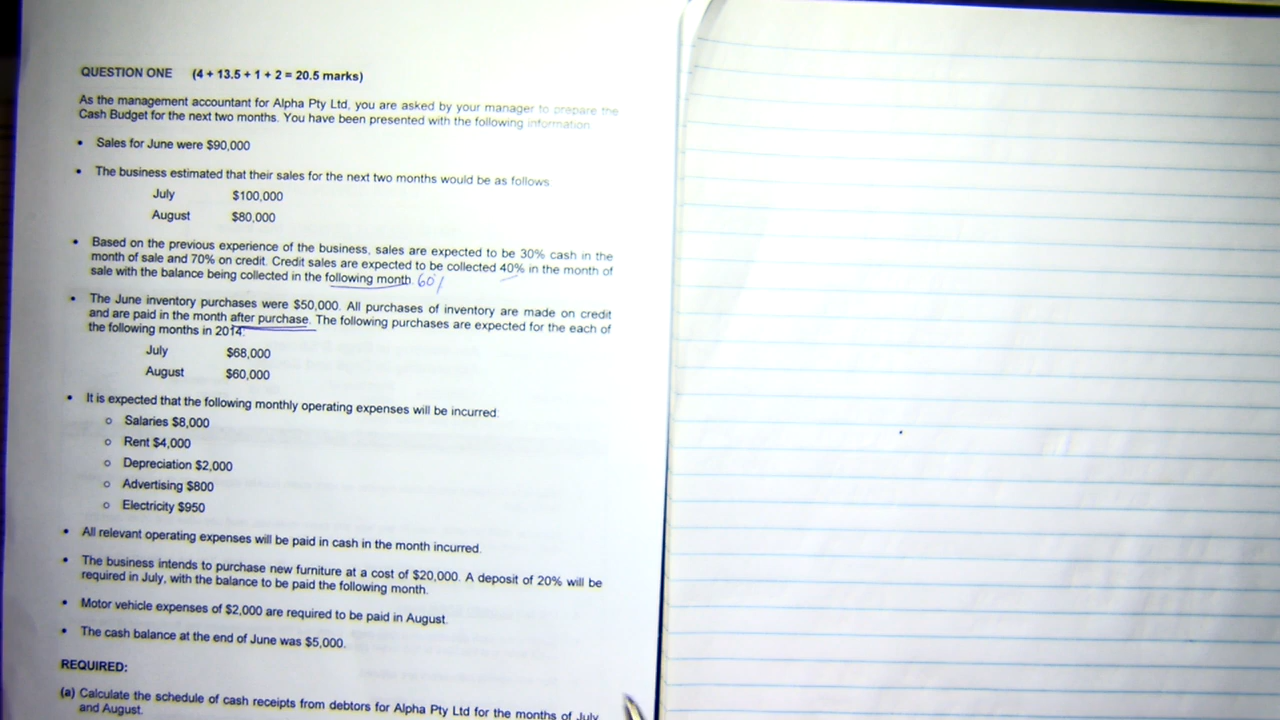 QUESTION ONE (4 + 13.5 + 1 + 2 = 20.5 marks)
As the management accountant for Alpha Pty Ltd, you are asked by your manager to prepare the
Cash Budget for the next two months. You have been presented with the following information
• Sales for June were $90,000
• The business estimated that their sales for the next two months would be as follows
July $100,000
August $80,000
• Based on the previous experience of the business, sales are expected to be 30% cash in the
month of sale and 70% on credit. Credit sales are expected to be collected 40% in the month of
sale with the balance being collected in the following month. 60%
• The June inventory purchases were $50,000. All purchases of inventory are made on credit
and are paid in the month after purchase. The following purchases are expected for the each of
the following months in 2014:
July $68,000
August $60,000
• It is expected that the following monthly operating expenses will be incurred:
o Salaries $8,000
o Rent $4,000
o Depreciation $2,000
o Advertising $800
o Electricity $950
• All relevant operating expenses will be paid in cash in the month incurred.
• The business intends to purchase new furniture at a cost of $20,000. A deposit of 20% will be
required in July, with the balance to be paid the following month.
• Motor vehicle expenses of $2,000 are required to be paid in August.
• The cash balance at the end of June was $5,000.
REQUIRED:
(a) Calculate the schedule of cash receipts from debtors for Alpha Pty Ltd for the months of July
and August.